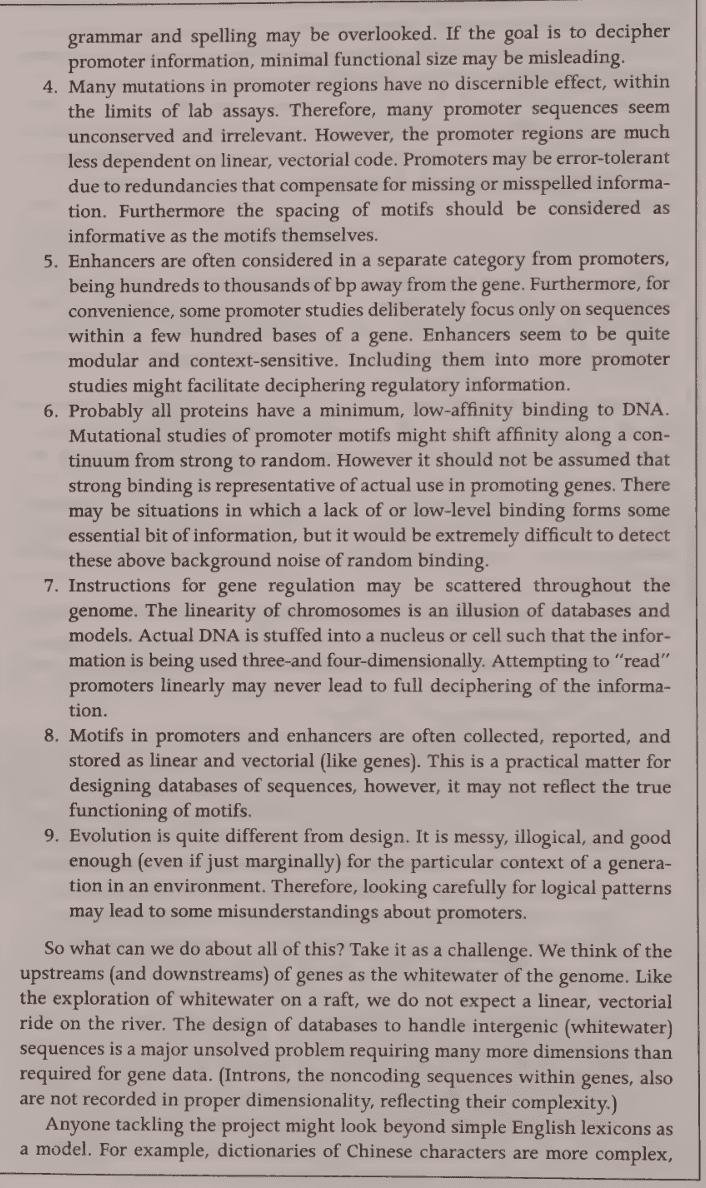 grammar and spelling may be overlooked. If the goal is to decipher
promoter information, minimal functional size may be misleading.
4. Many mutations in promoter regions have no discernible effect, within
the limits of lab assays. Therefore, many promoter sequences seem
unconserved and irrelevant. However, the promoter regions are much
less dependent on linear, vectorial code. Promoters may be error-tolerant
due to redundancies that compensate for missing or misspelled informa-
tion. Furthermore the spacing of motifs should be considered as
informative as the motifs themselves.
5. Enhancers are often considered in a separate category from promoters,
being hundreds to thousands of bp away from the gene. Furthermore, for
convenience, some promoter studies deliberately focus only on sequences
within a few hundred bases of a gene. Enhancers seem to be quite
modular and context-sensitive. Including them into more promoter
studies might facilitate deciphering regulatory information.
6. Probably all proteins have a minimum, low-affinity binding to DNA.
Mutational studies of promoter motifs might shift affinity along a con-
tinuum from strong to random. However it should not be assumed that
strong binding is representative of actual use in promoting genes. There
may be situations in which a lack of or low-level binding forms some
essential bit of information, but it would be extremely difficult to detect
these above background noise of random binding.
7. Instructions for gene regulation may be scattered throughout the
genome. The linearity of chromosomes is an illusion of databases and
models. Actual DNA is stuffed into a nucleus or cell such that the infor-
mation is being used three-and four-dimensionally. Attempting to “read”
promoters linearly may never lead to full deciphering of the informa-
tion.
8. Motifs in promoters and enhancers are often collected, reported, and
stored as linear and vectorial (like genes). This is a practical matter for
designing databases of sequences, however, it may not reflect the true
functioning of motifs.
9. Evolution is quite different from design. It is messy, illogical, and good
enough (even if just marginally) for the particular context of a genera-
tion in an environment. Therefore, looking carefully for logical patterns
may lead to some misunderstandings about promoters.
So what can we do about all of this? Take it as a challenge. We think of the
upstreams (and downstreams) of genes as the whitewater of the genome. Like
the exploration of whitewater on a raft, we do not expect a linear, vectorial
ride on the river. The design of databases to handle intergenic (whitewater)
sequences is a major unsolved problem requiring many more dimensions than
required for gene data. (Introns, the noncoding sequences within genes, also
are not recorded in proper dimensionality, reflecting their complexity.)
Anyone tackling the project might look beyond simple English lexicons as
a model. For example, dictionaries of Chinese characters are more complex,